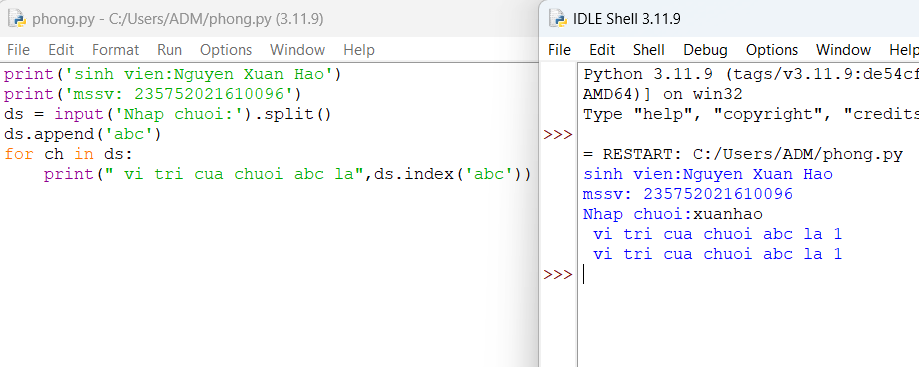 phong.py - C:/Users/ADM/phong.py (3.11.9)
File Edit Format Run Options Window Help
print('sinh vien:Nguyen Xuan Hao')
print('mssv: 235752021610096')
ds = input('Nhap chuoi:').split()
ds.append('abc')
for ch in ds:
    print(" vi tri cua chuoi abc la",ds.index('abc'))
IDLE Shell 3.11.9
File Edit Shell Debug Options Window Help
Python 3.11.9 (tags/v3.11.9:de54cf
AMD64)] on win32
Type "help", "copyright", "credits
>>>
= RESTART: C:/Users/ADM/phong.py
sinh vien:Nguyen Xuan Hao
mssv: 235752021610096
Nhap chuoi:xuanhao
 vi tri cua chuoi abc la 1
 vi tri cua chuoi abc la 1
>>>